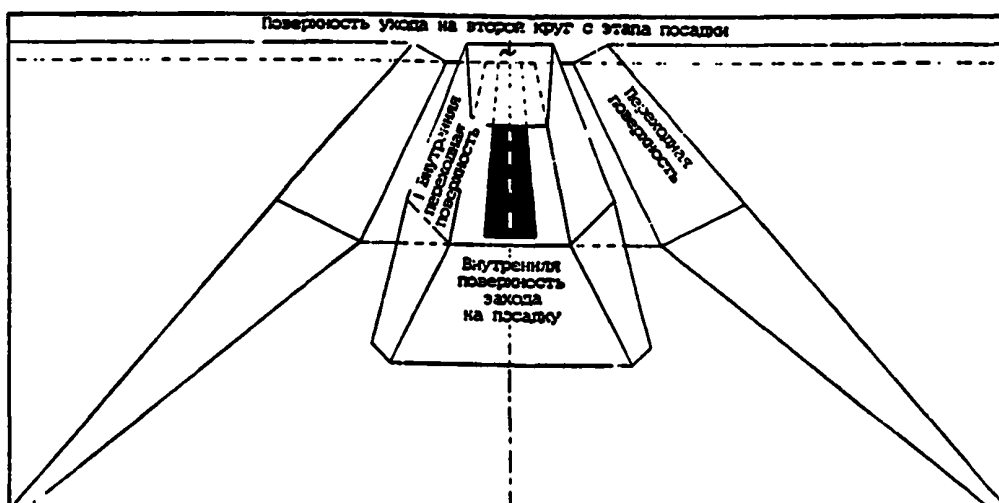 Поверхность ухода на второй круг с этапа посадки
Внутренняя
переходная
поверхность
Переходная
поверхность
Внутренняя
поверхность
захода
на посадку